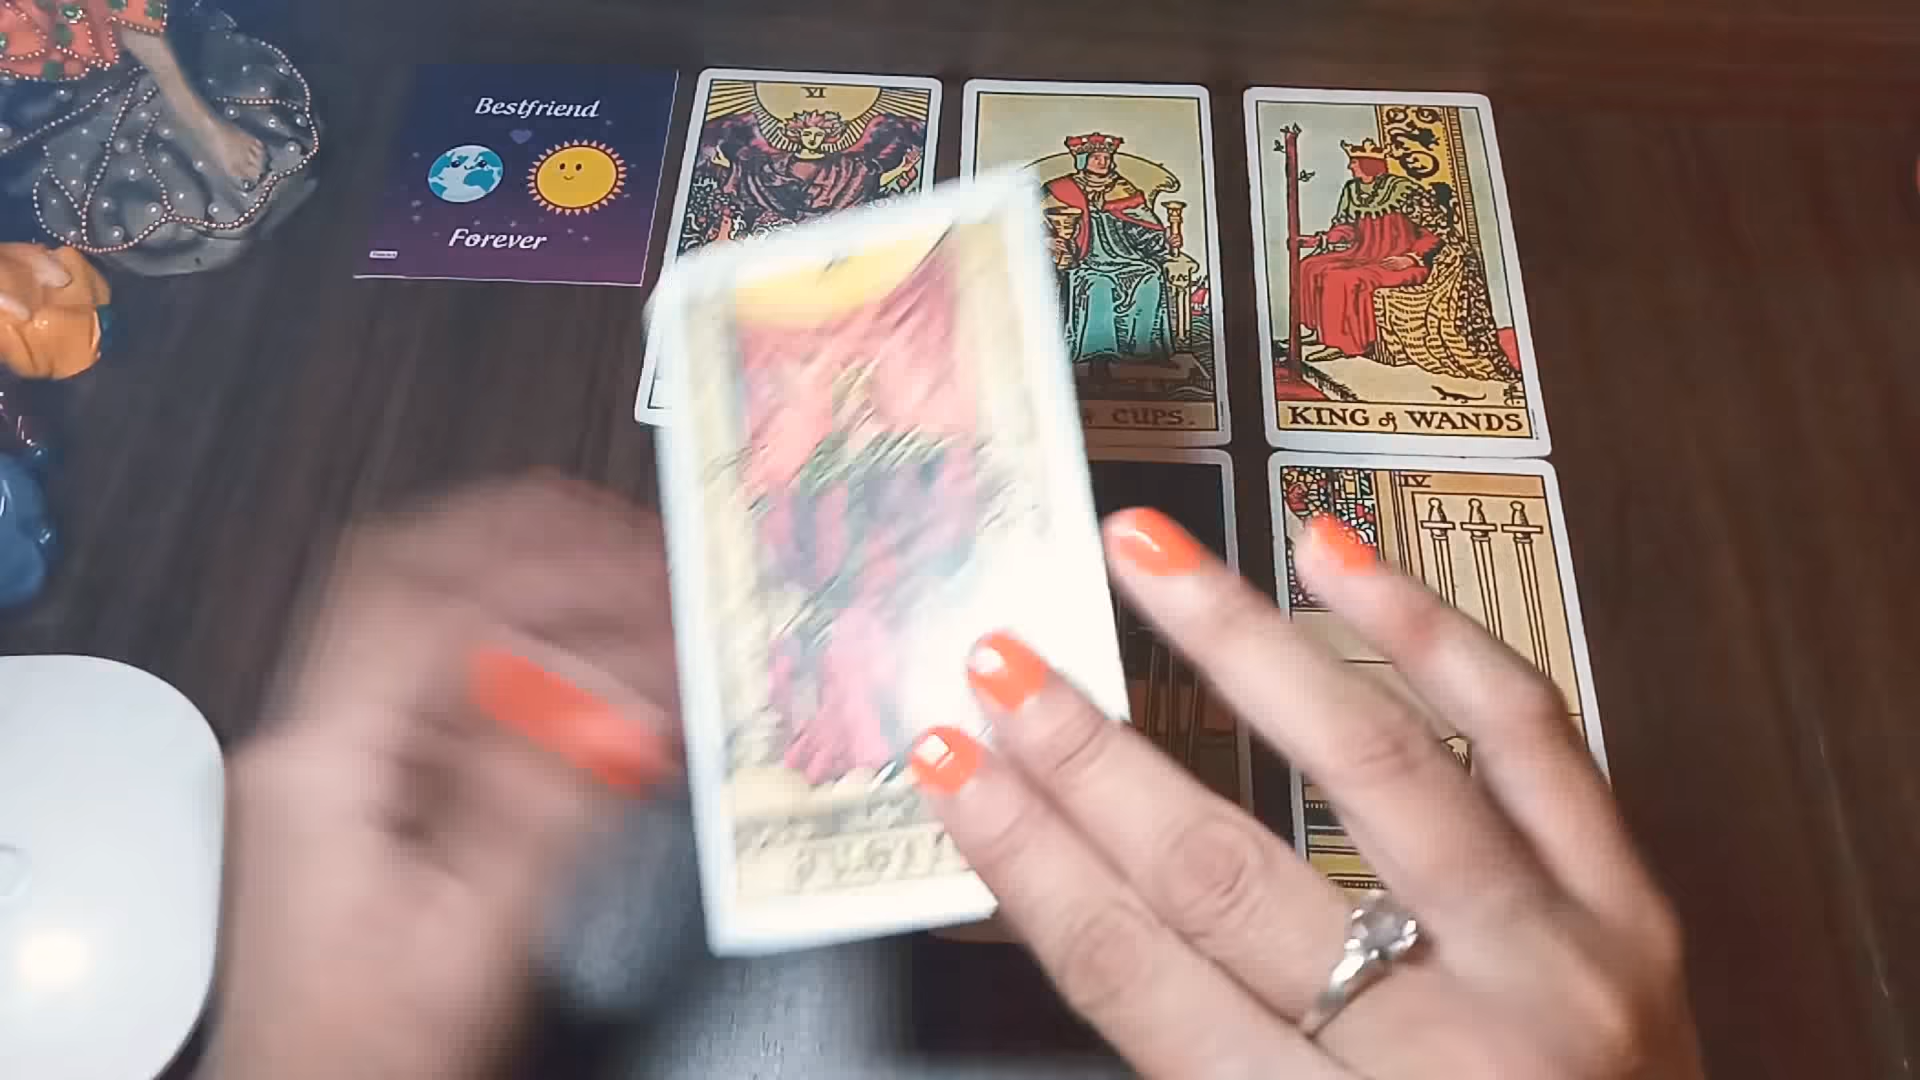 Bestfriend
Forever
VI
CUPS.
KING of WANDS
IV